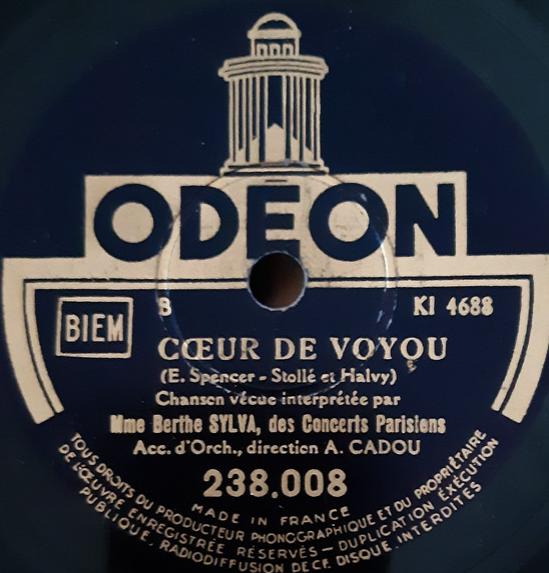 ODEON
BIEM
B
KI 4688
CŒUR DE VOYOU
(E. Spencer - Stollé et Halvy)
Chanson vécue interprétée par
Mme Berthe SYLVA, des Concerts Parisiens
Acc. d'Orch., direction A. CADOU
238.008
MADE IN FRANCE
TOUS DROITS DU PRODUCTEUR PHONOGRAPHIQUE ET DU PROPRIÉTAIRE
DE L'ŒUVRE ENREGISTRÉE RÉSERVÉS — DUPLICATION EXÉCUTION
PUBLIQUE . RADIODIFFUSION DE CE DISQUE INTERDITES